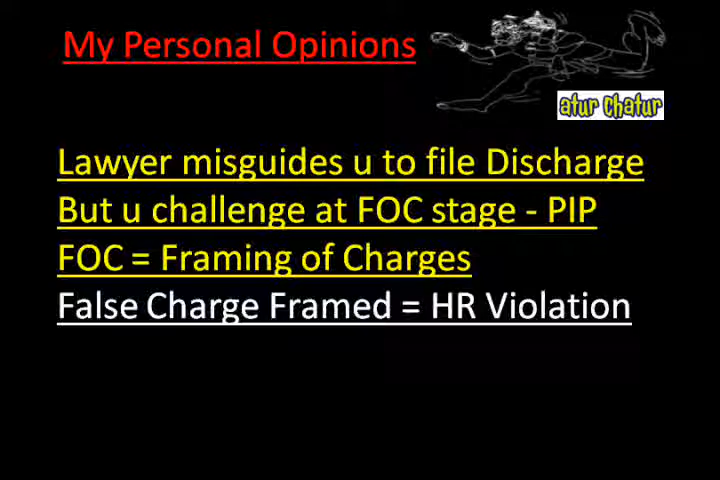 My Personal Opinions
atur chatur
Lawyer misguides u to file Discharge
But u challenge at FOC stage - PIP
FOC = Framing of Charges
False Charge Framed = HR Violation